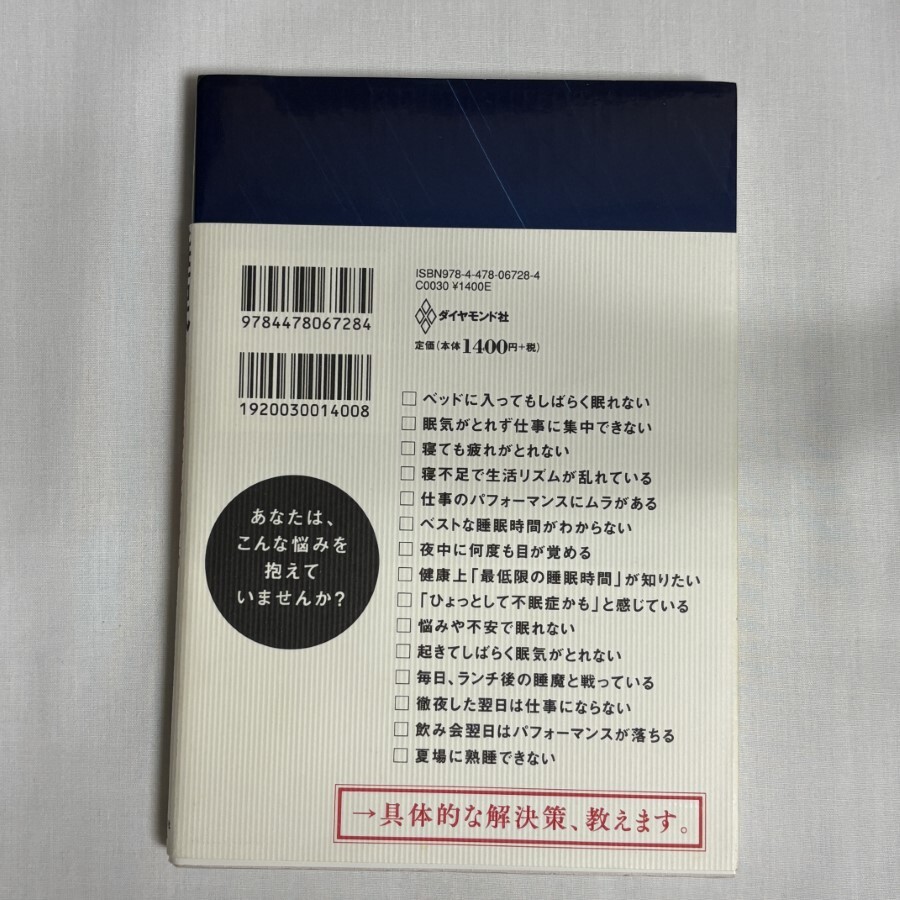 ISBN978-4-478-06728-4
C0030 ¥1400E
9784478067284
ダイヤモンド社
定価(本体1400円+税)
1920030014008
あなたは、
こんな悩みを
抱えて
いませんか?
□ ベッドに入ってもしばらく眠れない
□ 眠気がとれず仕事に集中できない
□ 寝ても疲れがとれない
□ 寝不足で生活リズムが乱れている
□ 仕事のパフォーマンスにムラがある
□ ベストな睡眠時間がわからない
□ 夜中に何度も目が覚める
□ 健康上「最低限の睡眠時間」が知りたい
□ 「ひょっとして不眠症かも」と感じている
□ 悩みや不安で眠れない
□ 起きてしばらく眠気がとれない
□ 毎日、ランチ後の睡魔と戦っている
□ 徹夜した翌日は仕事にならない
□ 飲み会翌日はパフォーマンスが落ちる
□ 夏場に熟睡できない
→具体的な解決策、教えます。